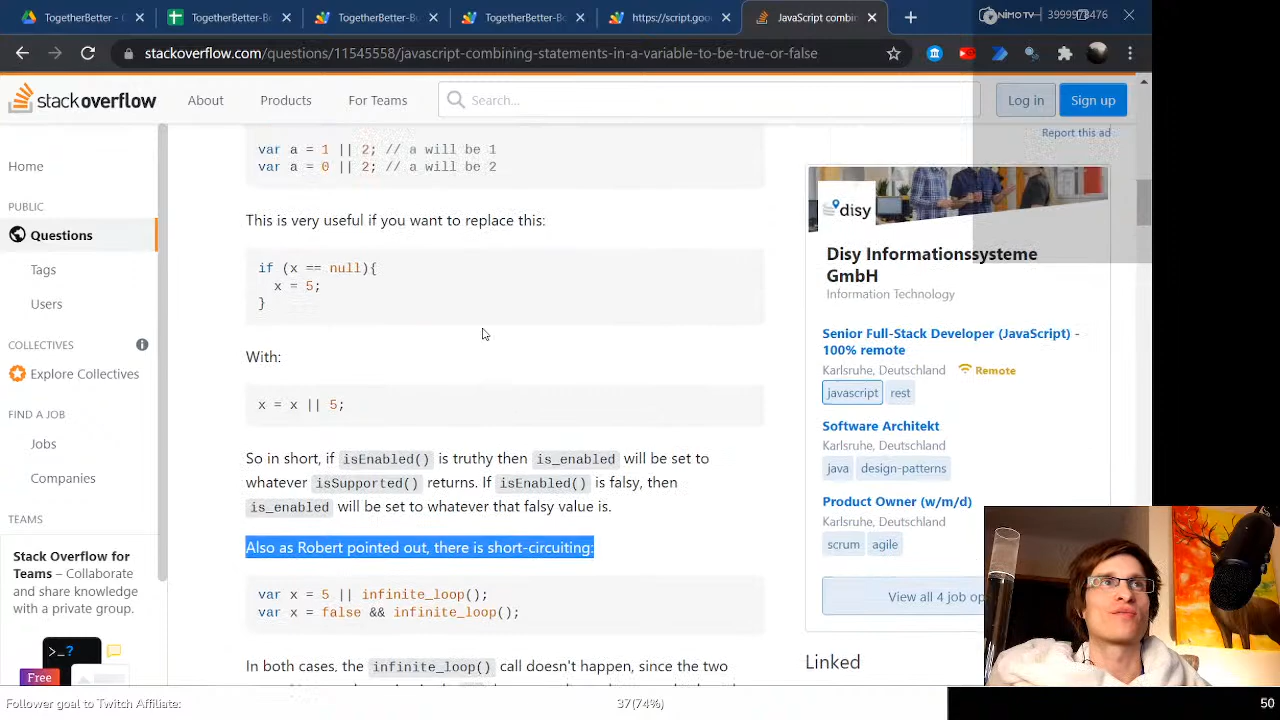 TogetherBetter-
TogetherBetter-Bo
TogetherBetter-Bo
TogetherBetter-Bo
https://script.goo
JavaScript combin
NIMO TV
3999978476
stackoverflow.com/questions/11545558/javascript-combining-statements-in-a-variable-to-be-true-or-false
stackoverflow
About
Products
For Teams
Search...
Log in
Sign up
Home
PUBLIC
Questions
Tags
Users
COLLECTIVES
Explore Collectives
FIND A JOB
Jobs
Companies
TEAMS
Stack Overflow for
Teams – Collaborate
and share knowledge
with a private group.
>_?
Free
var a = 1 || 2; // a will be 1
var a = 0 || 2; // a will be 2
This is very useful if you want to replace this:
if (x == null){
x = 5;
}
With:
x = x || 5;
So in short, if isEnabled() is truthy then is_enabled will be set to
whatever isSupported() returns. If isEnabled() is falsy, then
is_enabled will be set to whatever that falsy value is.
Also as Robert pointed out, there is short-circuiting:
var x = 5 || infinite_loop();
var x = false && infinite_loop();
In both cases, the infinite_loop() call doesn't happen, since the two
Report this ad
disy
Disy Informationssysteme
GmbH
Information Technology
Senior Full-Stack Developer (JavaScript) -
100% remote
Karlsruhe, Deutschland
Remote
javascript
rest
Software Architekt
Karlsruhe, Deutschland
java
design-patterns
Product Owner (w/m/d)
Karlsruhe, Deutschland
scrum
agile
View all 4 job op
Linked
Follower goal to Twitch Affiliate:
37(74%)
50